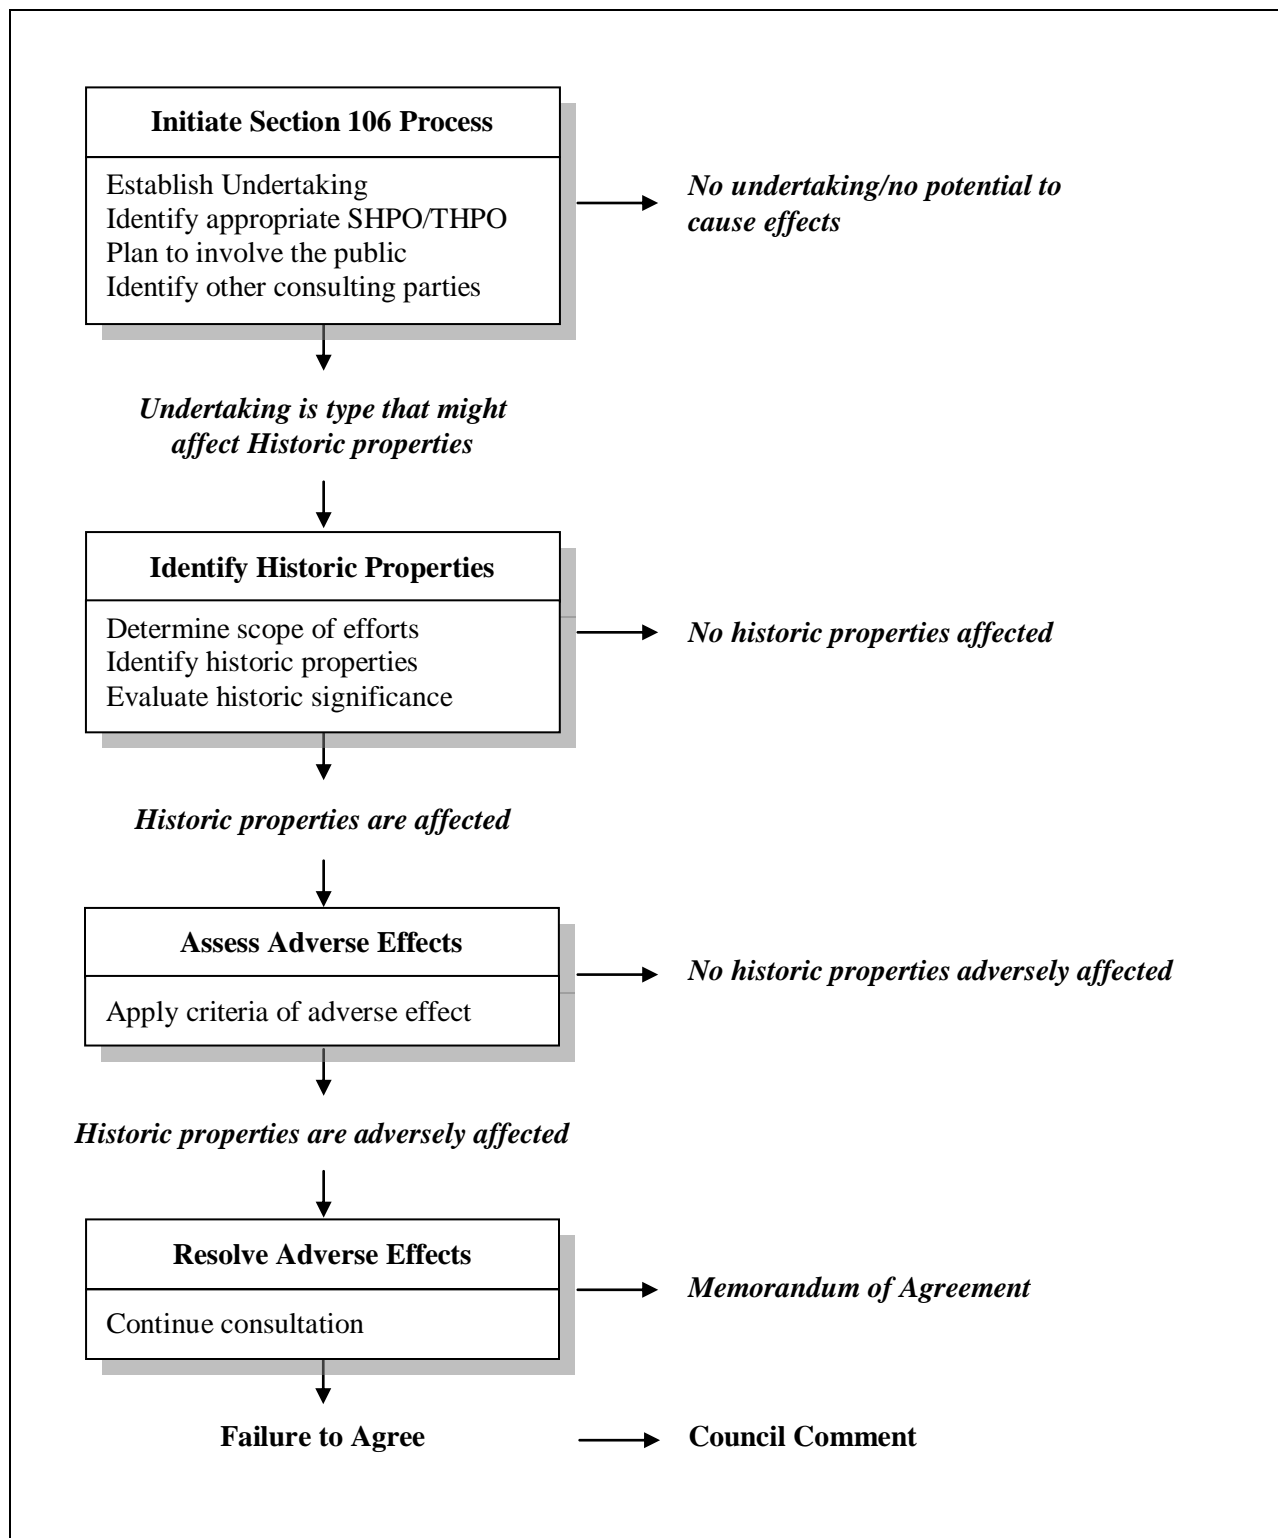 Initiate Section 106 Process
Establish Undertaking
Identify appropriate SHPO/THPO
Plan to involve the public
Identify other consulting parties
No undertaking/no potential to
cause effects
Undertaking is type that might
affect Historic properties
Identify Historic Properties
Determine scope of efforts
Identify historic properties
Evaluate historic significance
No historic properties affected
Historic properties are affected
Assess Adverse Effects
Apply criteria of adverse effect
No historic properties adversely affected
Historic properties are adversely affected
Resolve Adverse Effects
Continue consultation
Memorandum of Agreement
Failure to Agree
Council Comment